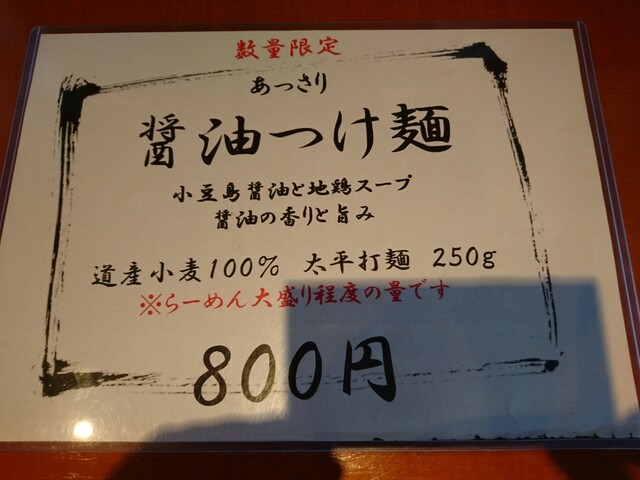 数量限定
あっさり
醤油つけ麺
小豆島醤油と地鶏スープ
醤油の香りと旨み
道産小麦100% 太平打麺 250g
※らーめん大盛り程度の量です
800円